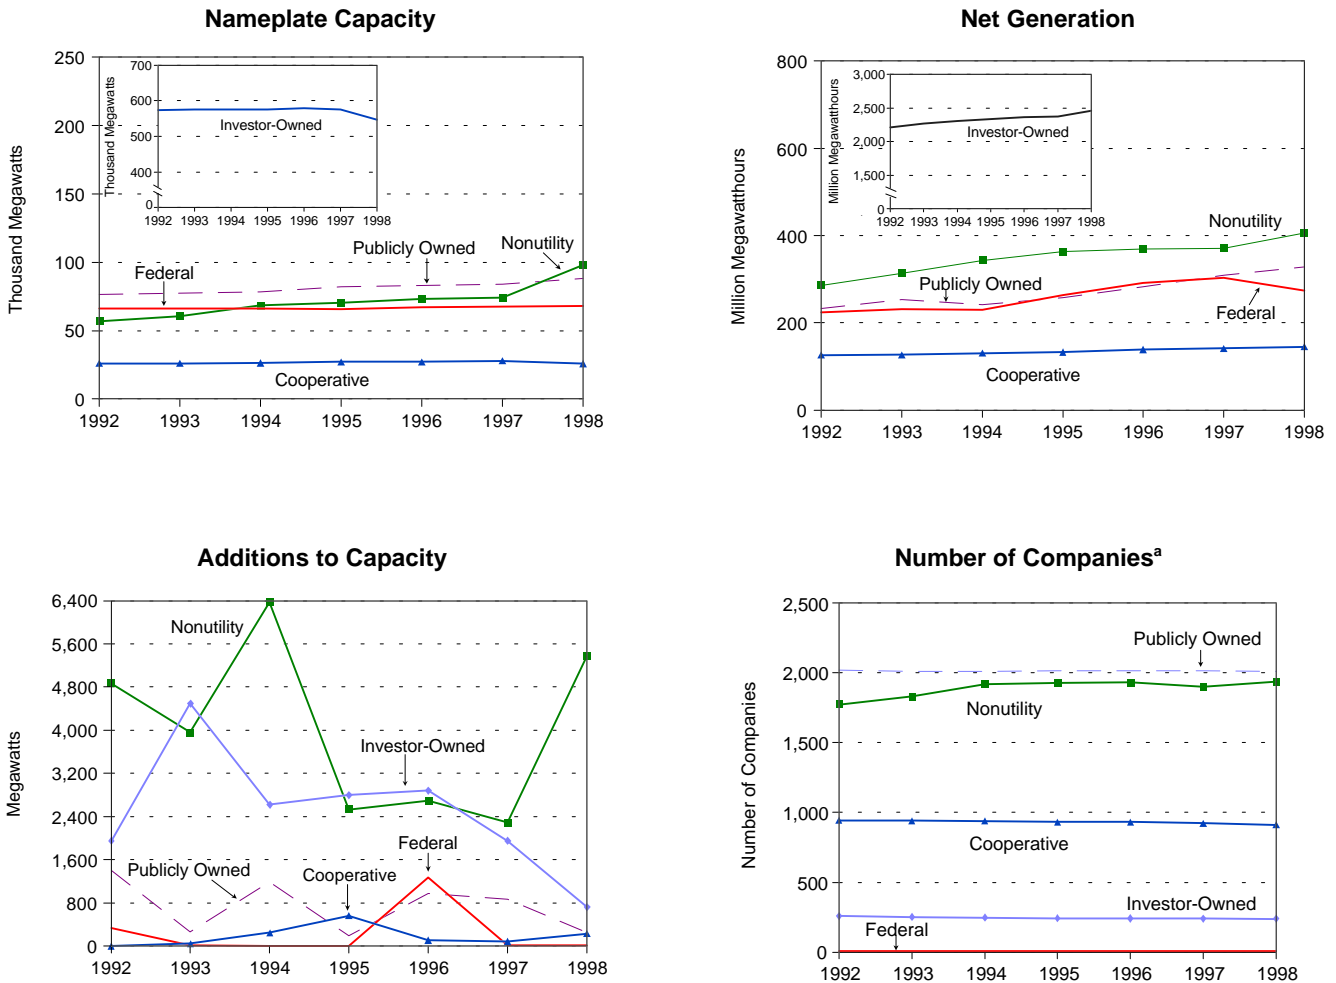 Nameplate Capacity
Thousand Megawatts
250
200
150
100
50
0
1992 1993 1994 1995 1996 1997 1998
Thousand Megawatts
700
600
500
400
0
1992 1993 1994 1995 1996 1997 1998
Investor-Owned
Federal
Publicly Owned
Nonutility
Cooperative
Net Generation
Million Megawatthours
800
600
400
200
0
1992 1993 1994 1995 1996 1997 1998
Million Megawatthours
3,000
2,500
2,000
1,500
0
1992 1993 1994 1995 1996 1997 1998
Investor-Owned
Nonutility
Publicly Owned
Federal
Cooperative
Additions to Capacity
Megawatts
6,400
5,600
4,800
4,000
3,200
2,400
1,600
800
0
1992 1993 1994 1995 1996 1997 1998
Nonutility
Investor-Owned
Federal
Publicly Owned
Cooperative
Number of Companiesᵃ
Number of Companies
2,500
2,000
1,500
1,000
500
0
1992 1993 1994 1995 1996 1997 1998
Publicly Owned
Nonutility
Cooperative
Investor-Owned
Federal